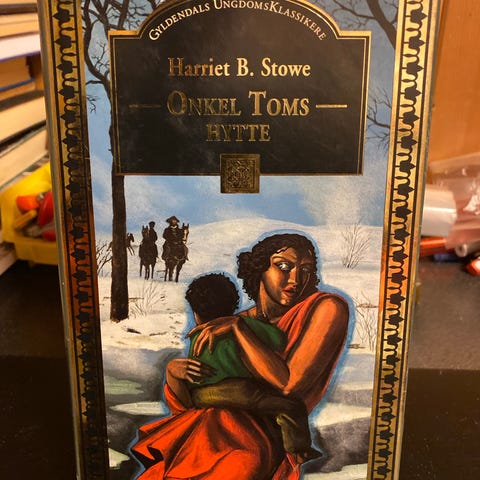 GYLDENDALS UNGDOMSKLASSIKERE
Harriet B. Stowe
ONKEL TOMS
HYTTE